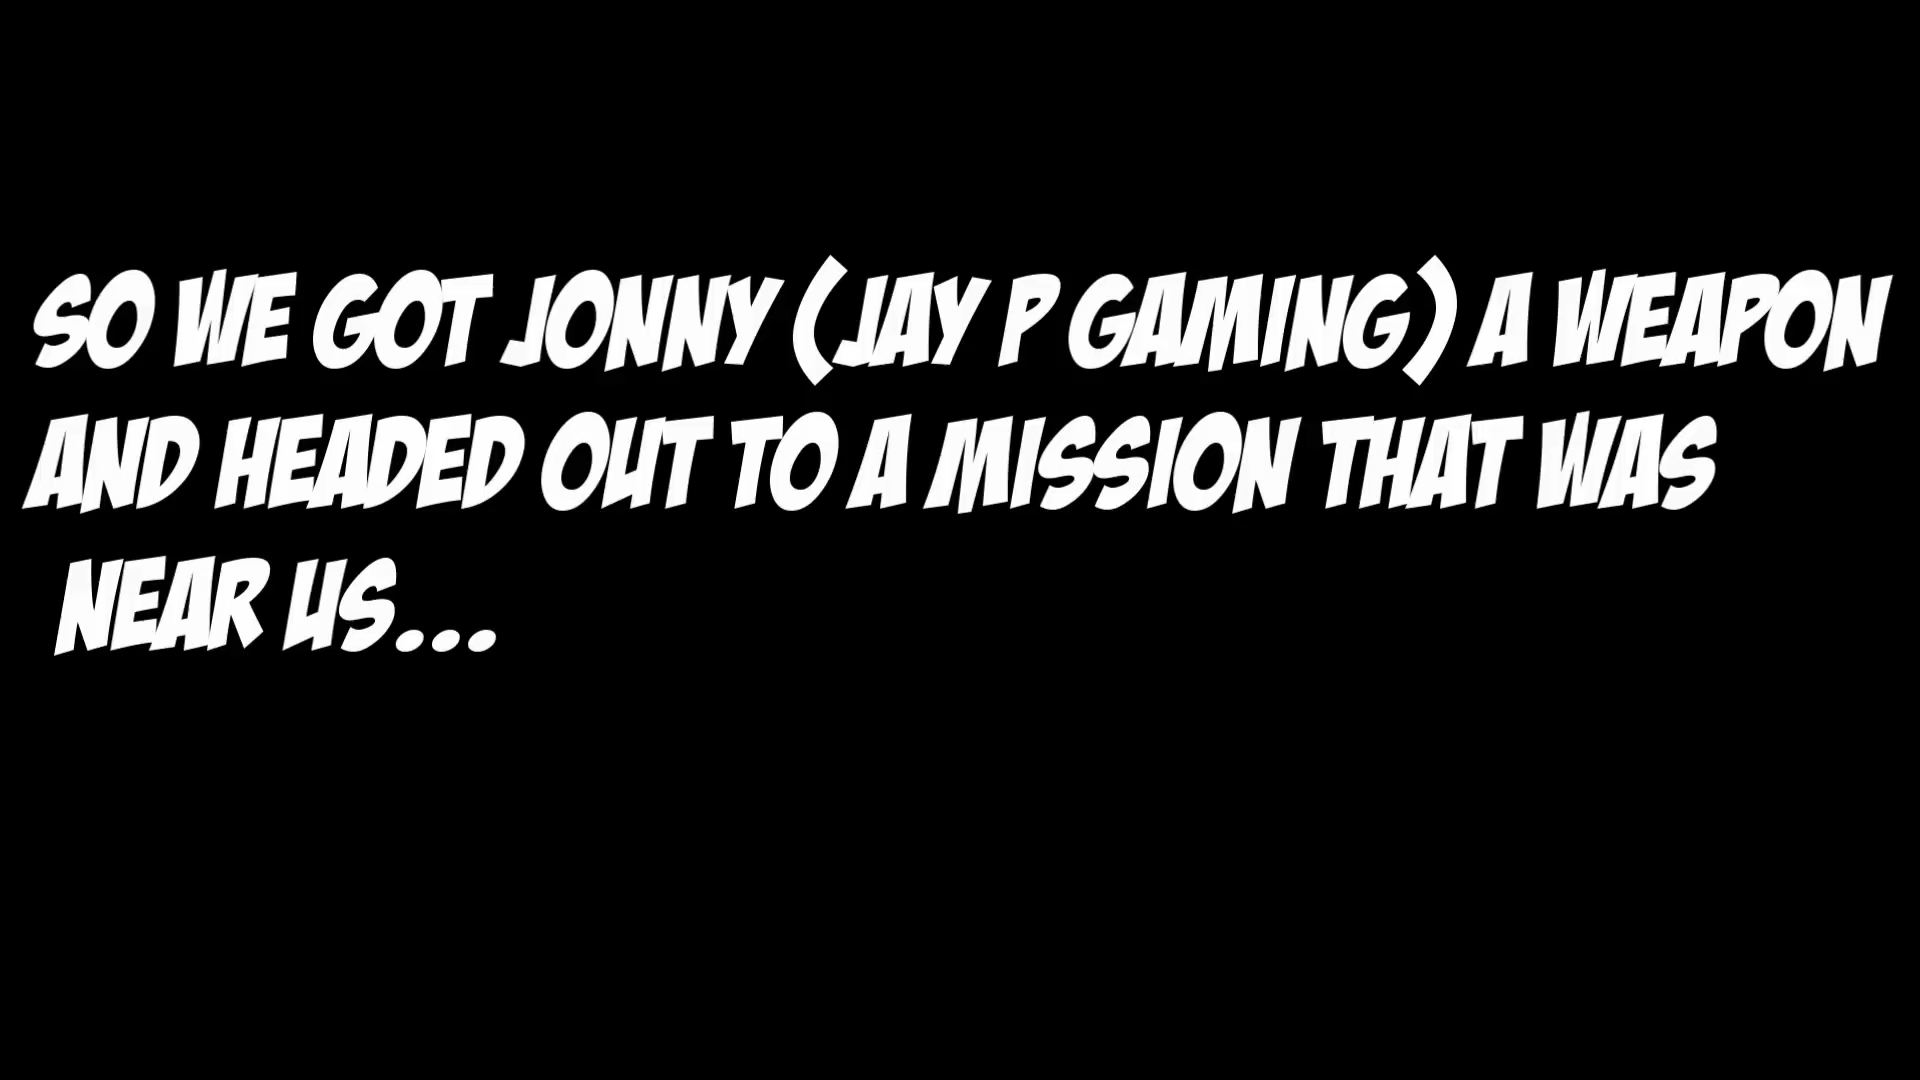 SO WE GOT JONNY (JAY P GAMING) A WEAPON
AND HEADED OUT TO A MISSION THAT WAS
NEAR US...